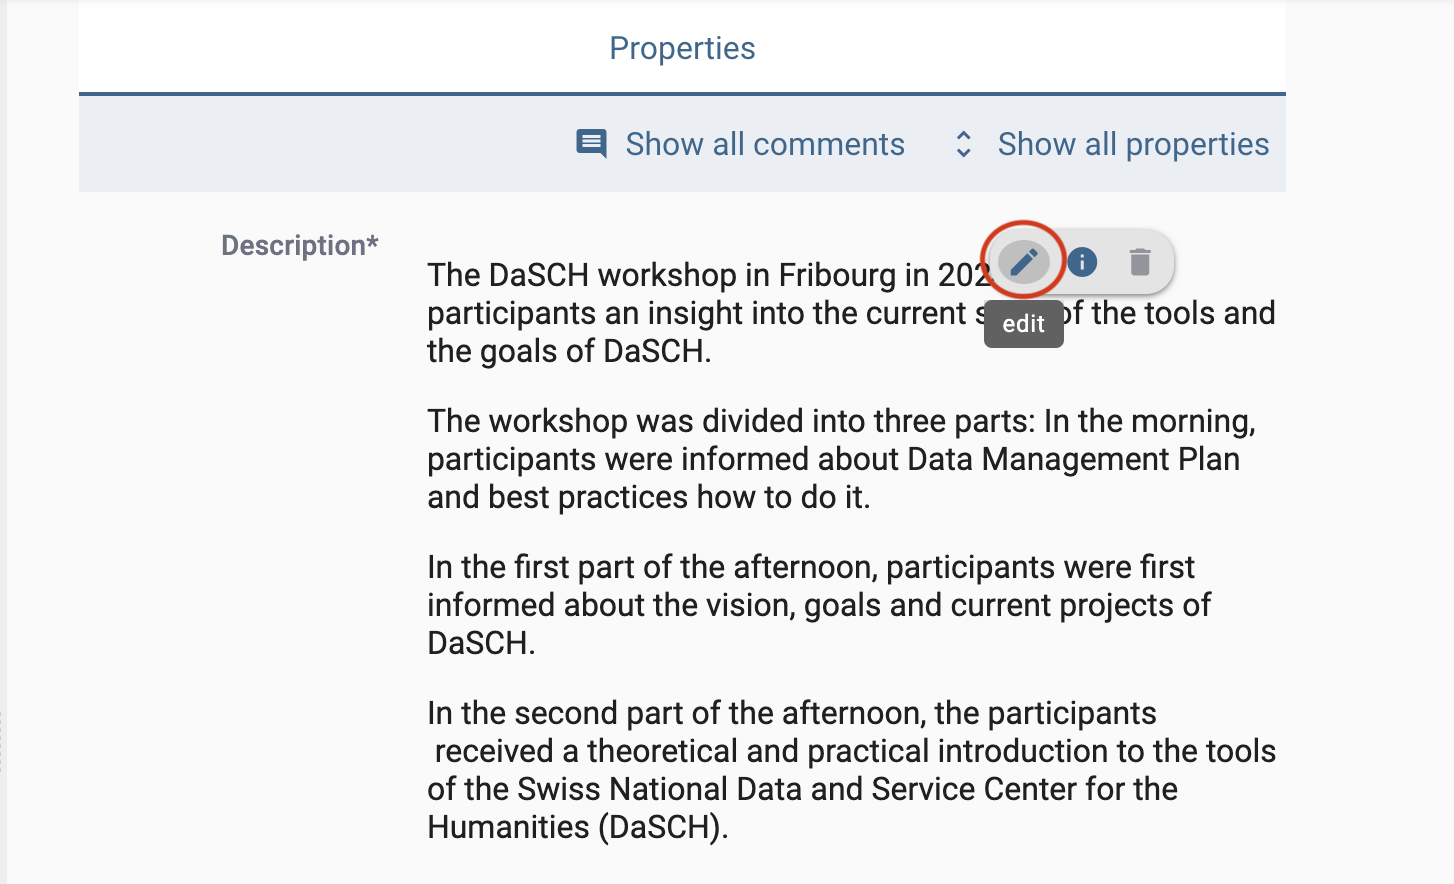 Properties
Show all comments Show all properties
Description*
The DaSCH workshop in Fribourg in
participants an insight into the current of the tools and
edit
the goals of DaSCH.
The workshop was divided into three parts: In the morning,
participants were informed about Data Management Plan
and best practices how to do it.
In the first part of the afternoon, participants were first
informed about the vision, goals and current projects of
DaSCH.
In the second part of the afternoon, the participants
received a theoretical and practical introduction to the tools
of the Swiss National Data and Service Center for the
Humanities (DaSCH).